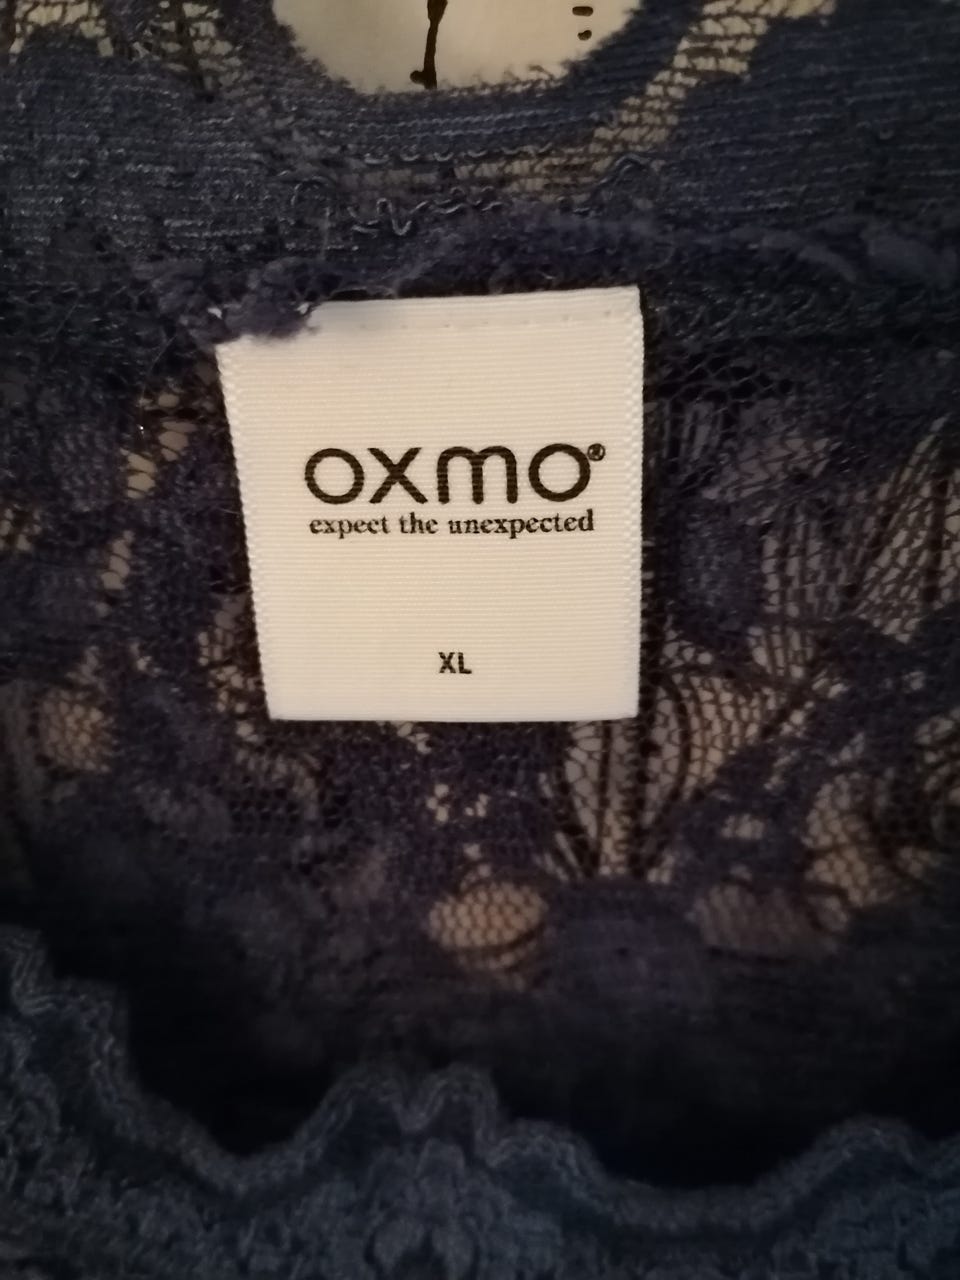 oxmo®
expect the unexpected
XL